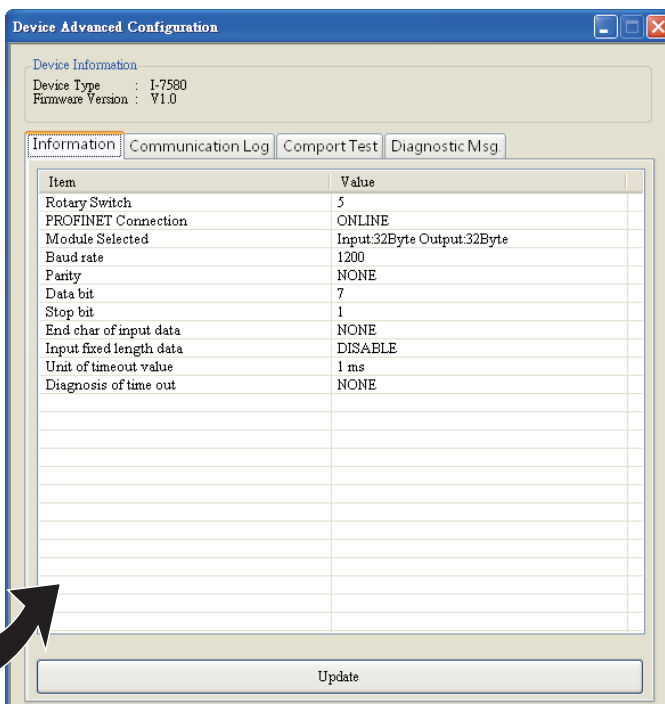 Device Advanced Configuration
Device Information
Device Type : I-7580
Firmware Version : V1.0
Information Communication Log Comport Test Diagnostic Msg.
Item Value
Rotary Switch 5
PROFINET Connection ONLINE
Module Selected Input:32Byte Output:32Byte
Baud rate 1200
Parity NONE
Data bit 7
Stop bit 1
End char of input data NONE
Input fixed length data DISABLE
Unit of timeout value 1 ms
Diagnosis of time out NONE
Update